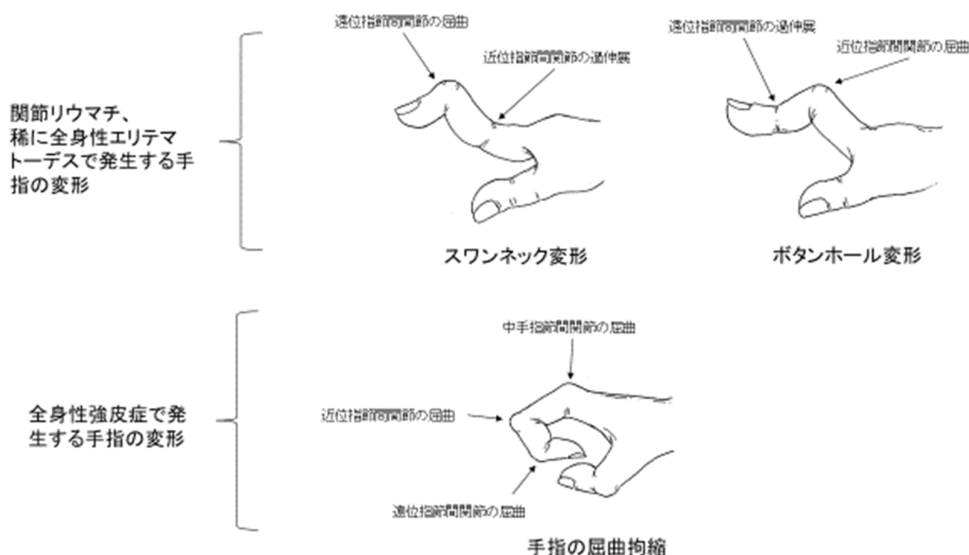 遠位指節間関節の屈曲
近位指節間関節の過伸展
遠位指節間関節の過伸展
近位指節間関節の屈曲
関節リウマチ、
稀に全身性エリテマ
トーデスで発生する手
指の変形
スワンネック変形
ボタンホール変形
中手指節間関節の屈曲
近位指節間関節の屈曲
全身性強皮症で発
生する手指の変形
遠位指節間関節の屈曲
手指の屈曲拘縮